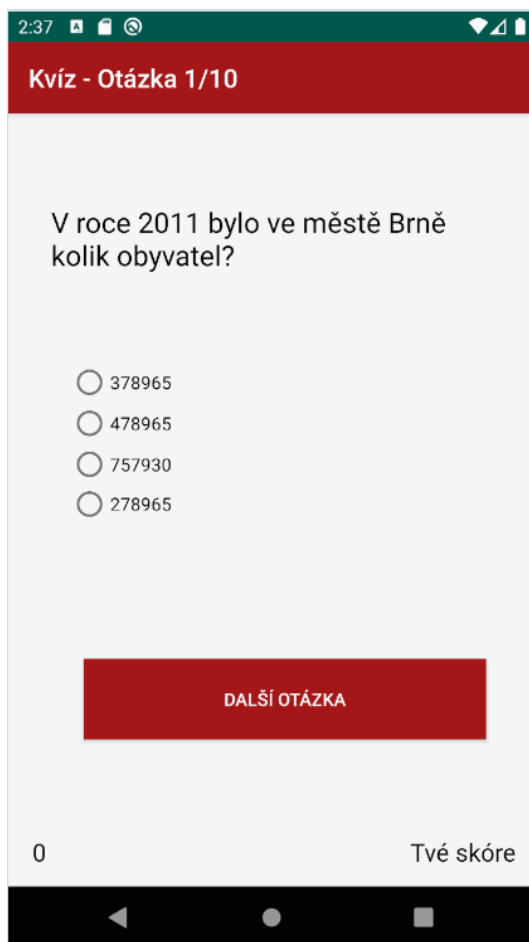 2:37
Kvíz - Otázka 1/10
V roce 2011 bylo ve městě Brně
kolik obyvatel?
378965
478965
757930
278965
DALŠÍ OTÁZKA
0 Tvé skóre